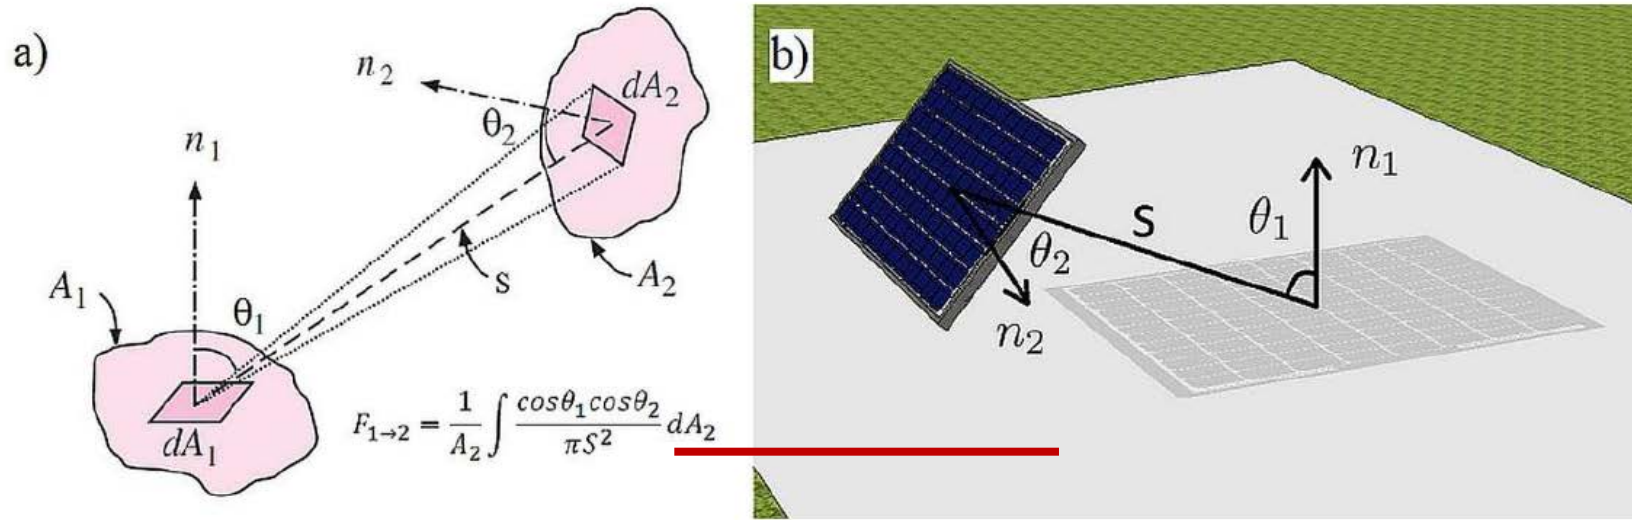 a)
n₂
dA₂
θ₂
n₁
S
A₂
A₁
θ₁
dA₁
F₁→₂ = 1/A₂ ∫ cosθ₁cosθ₂/πS² dA₂
b)
n₁
S
θ₁
θ₂
n₂